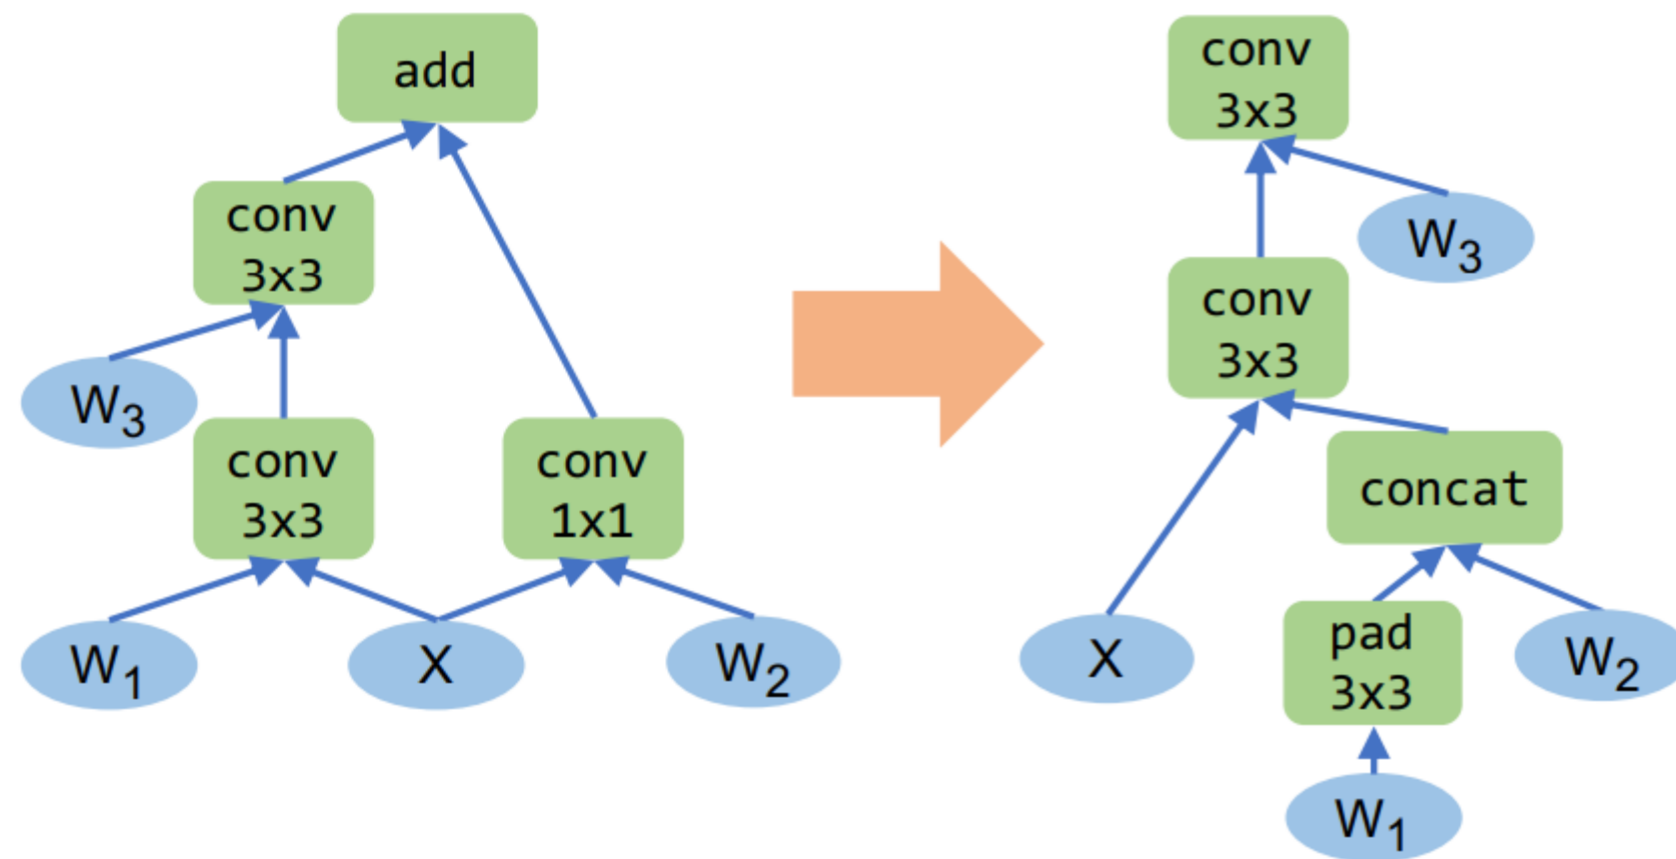 add
conv
3x3
W3
conv
3x3
conv
1x1
W1
X
W2
conv
3x3
W3
conv
3x3
concat
X
pad
3x3
W2
W1